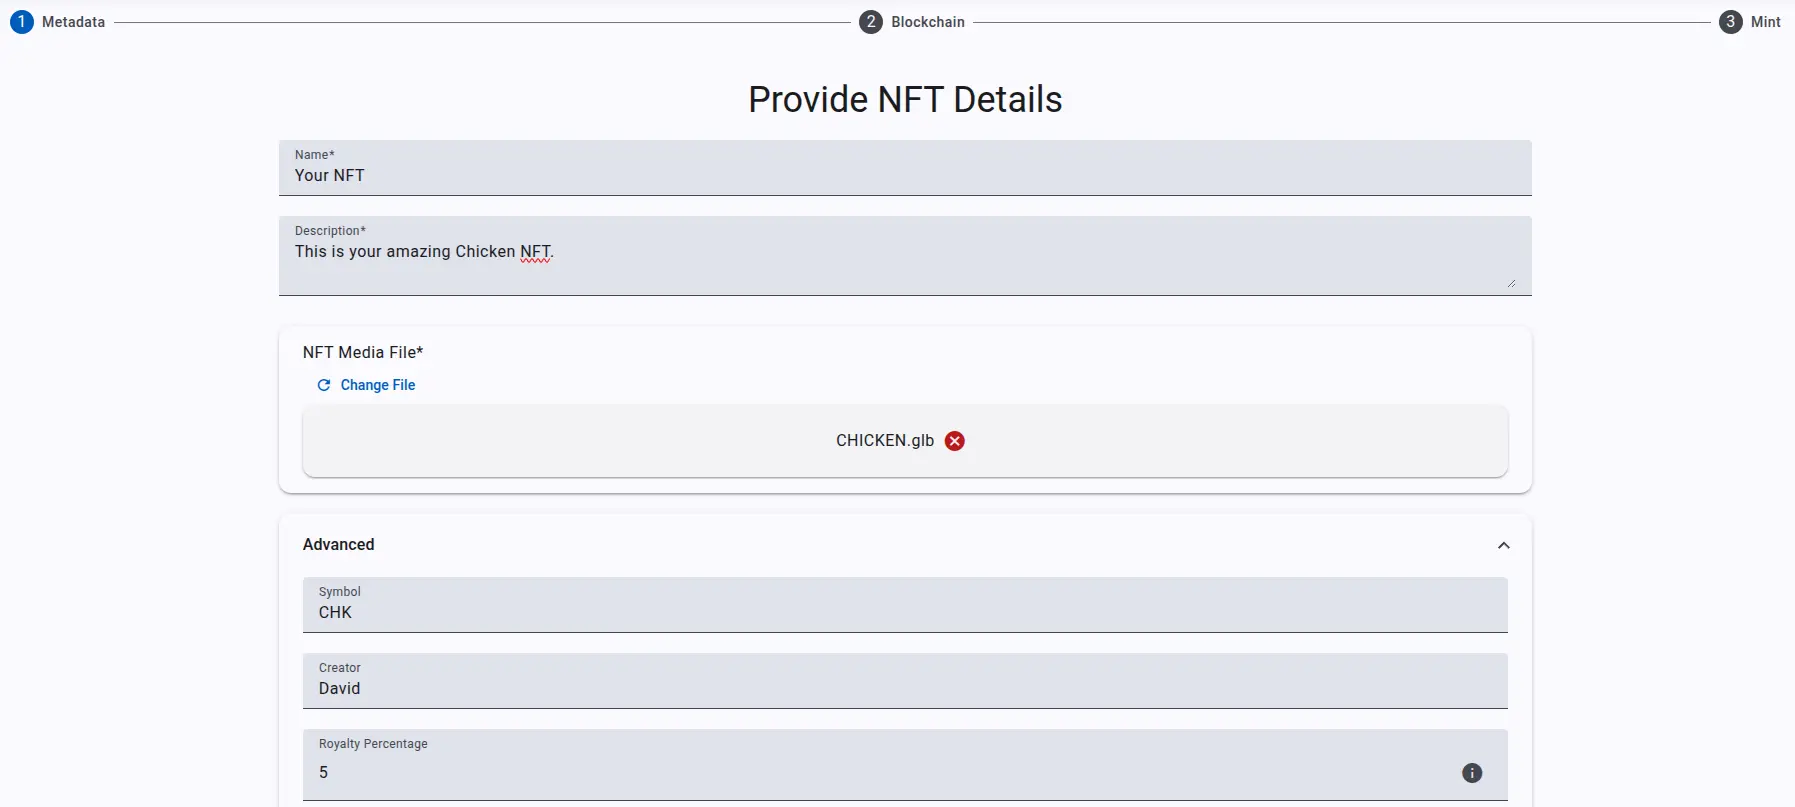 1 Metadata 2 Blockchain 3 Mint
Provide NFT Details
Name*
Your NFT
Description*
This is your amazing Chicken NFT.
NFT Media File*
Change File
CHICKEN.glb
Advanced
Symbol
CHK
Creator
David
Royalty Percentage
5